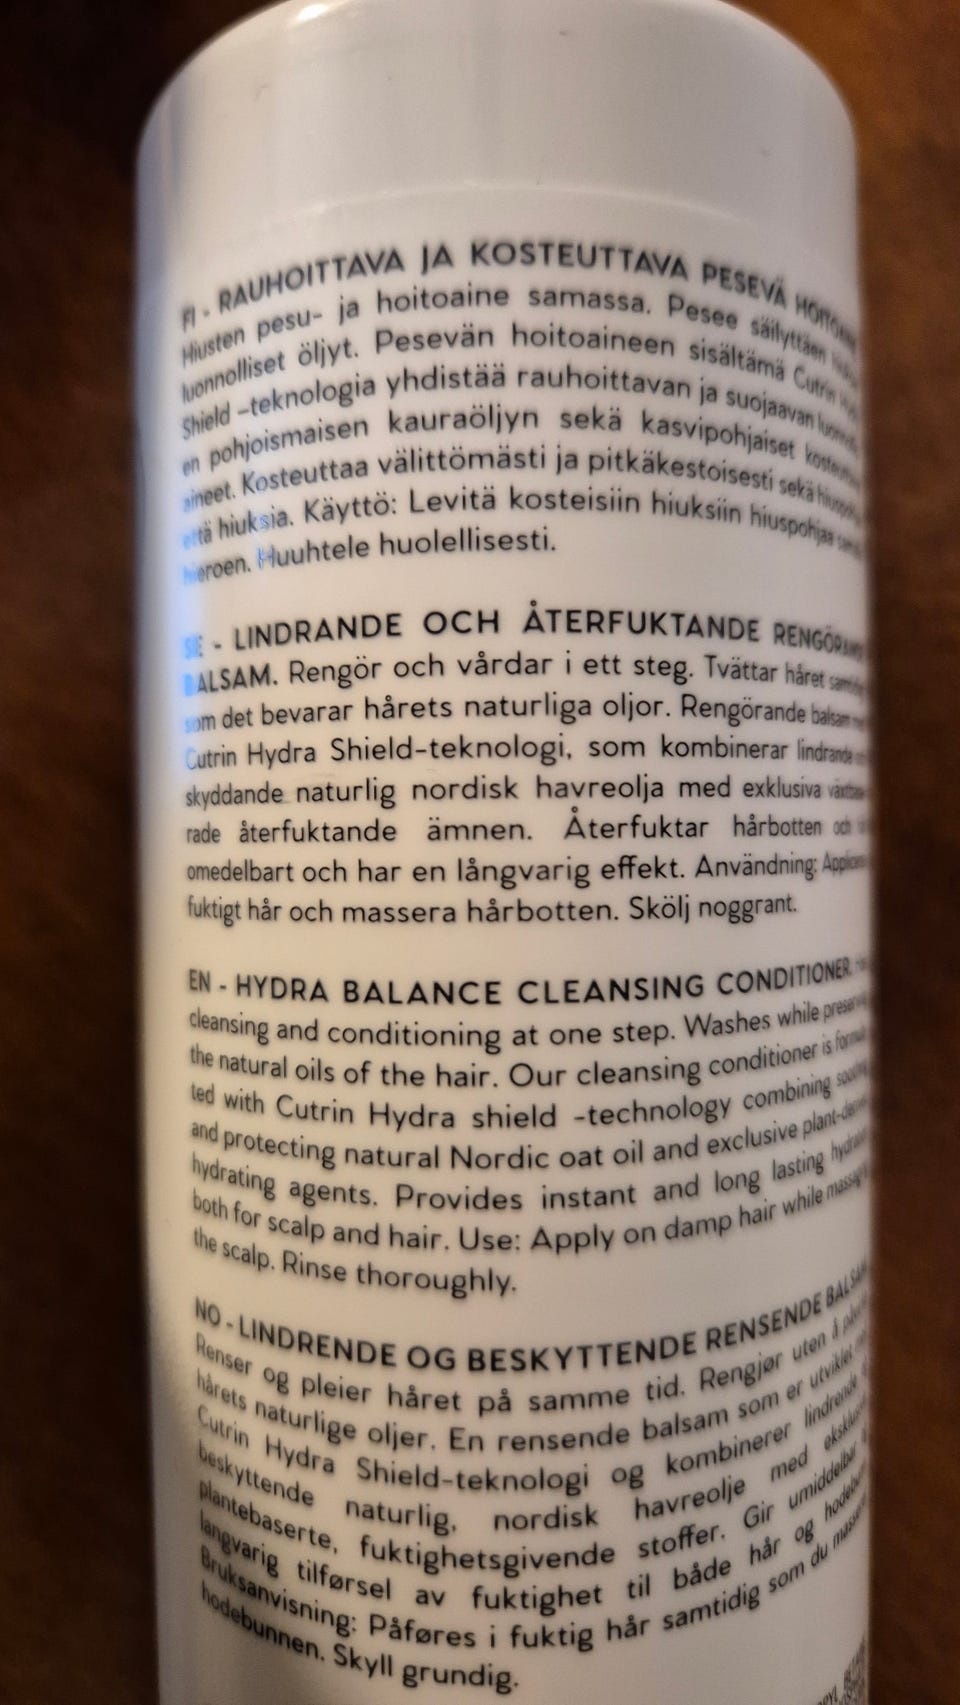 FI - RAUHOITTAVA JA KOSTEUTTAVA PESEVÄ HOITOAINE
Hiusten pesu- ja hoitoaine samassa. Pesee säilyttäen
luonnolliset öljyt. Pesevän hoitoaineen sisältämä Cutrin
Shield -teknologia yhdistää rauhoittavan ja suojaavan
en pohjoismaisen kauraöljyn sekä kasvipohjaiset
aineet. Kosteuttaa välittömästi ja pitkäkestoisesti sekä
että hiuksia. Käyttö: Levitä kosteisiin hiuksiin hiuspohjaa
hieroen. Huuhtele huolellisesti.
SE - LINDRANDE OCH ÅTERFUKTANDE
BALSAM. Rengör och vårdar i ett steg. Tvättar håret
som det bevarar hårets naturliga oljor. Rengörande balsam
Cutrin Hydra Shield-teknologi, som kombinerar lindrande
skyddande naturlig nordisk havreolja med exklusiva
rade återfuktande ämnen. Återfuktar hårbotten och
omedelbart och har en långvarig effekt. Användning:
fuktigt hår och massera hårbotten. Skölj noggrant.
EN - HYDRA BALANCE CLEANSING CONDITIONER.
cleansing and conditioning at one step. Washes while
the natural oils of the hair. Our cleansing conditioner is
ted with Cutrin Hydra shield -technology combining
and protecting natural Nordic oat oil and exclusive
hydrating agents. Provides instant and long lasting
both for scalp and hair. Use: Apply on damp hair while
the scalp. Rinse thoroughly.
NO - LINDRENDE OG BESKYTTENDE RENSENDE BALSAM
Renser og pleier håret på samme tid. Rengjør uten å
hårets naturlige oljer. En rensende balsam som er utviklet
Cutrin Hydra Shield-teknologi og kombinerer lindrende
beskyttende naturlig, nordisk havreolje med
plantebaserte, fuktighetsgivende stoffer. Gir umiddelbar
langvarig tilførsel av fuktighet til både hår og
Bruksanvisning: Påføres i fuktig hår samtidig som du
hodebunnen. Skyll grundig.